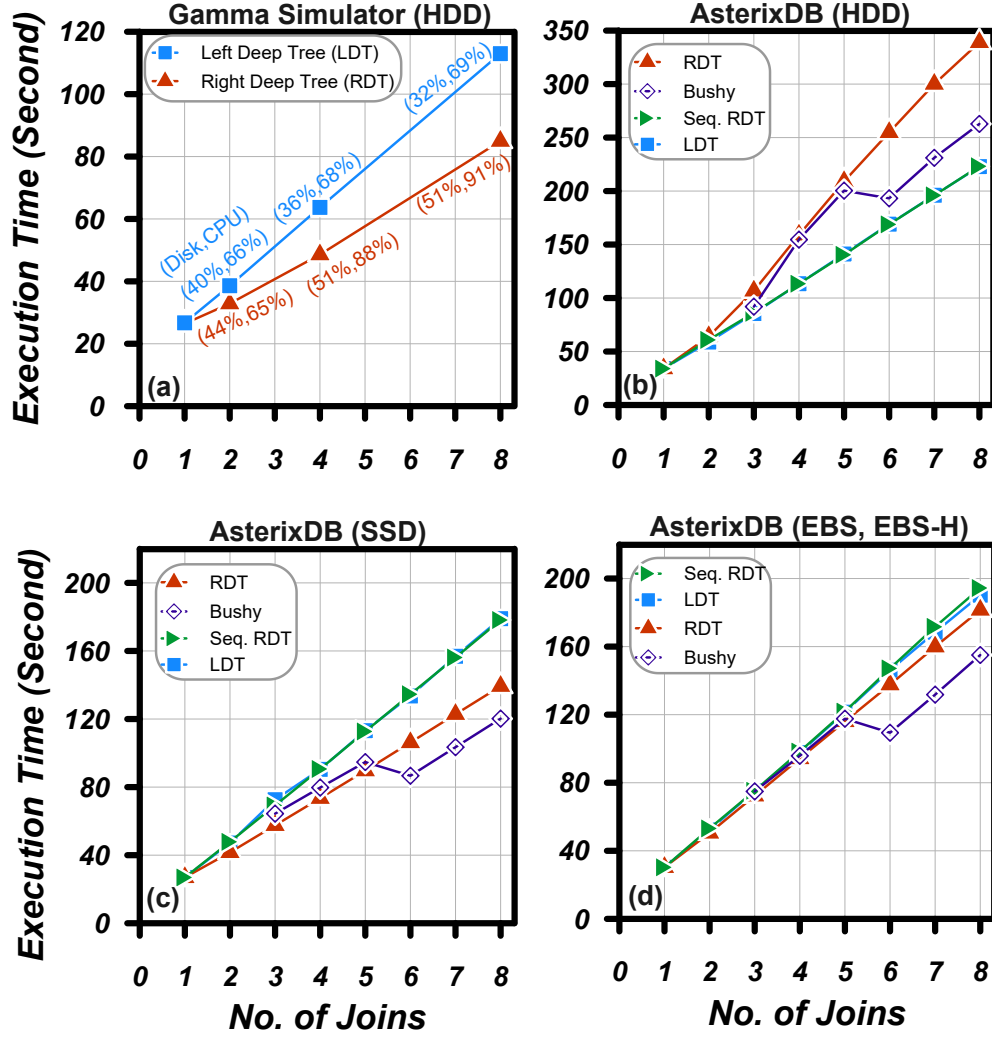 Gamma Simulator (HDD)
Execution Time (Second)
120
100
80
60
40
20
0
Left Deep Tree (LDT)
Right Deep Tree (RDT)
(Disk,CPU)
(40%,66%)
(36%,68%)
(32%,69%)
(44%,65%)
(51%,88%)
(51%,91%)
(a)
0 1 2 3 4 5 6 7 8
AsterixDB (HDD)
350
300
250
200
150
100
50
0
RDT
Bushy
Seq. RDT
LDT
(b)
0 1 2 3 4 5 6 7 8
AsterixDB (SSD)
Execution Time (Second)
200
160
120
80
40
0
RDT
Bushy
Seq. RDT
LDT
(c)
0 1 2 3 4 5 6 7 8
No. of Joins
AsterixDB (EBS, EBS-H)
200
160
120
80
40
0
Seq. RDT
LDT
RDT
Bushy
(d)
0 1 2 3 4 5 6 7 8
No. of Joins